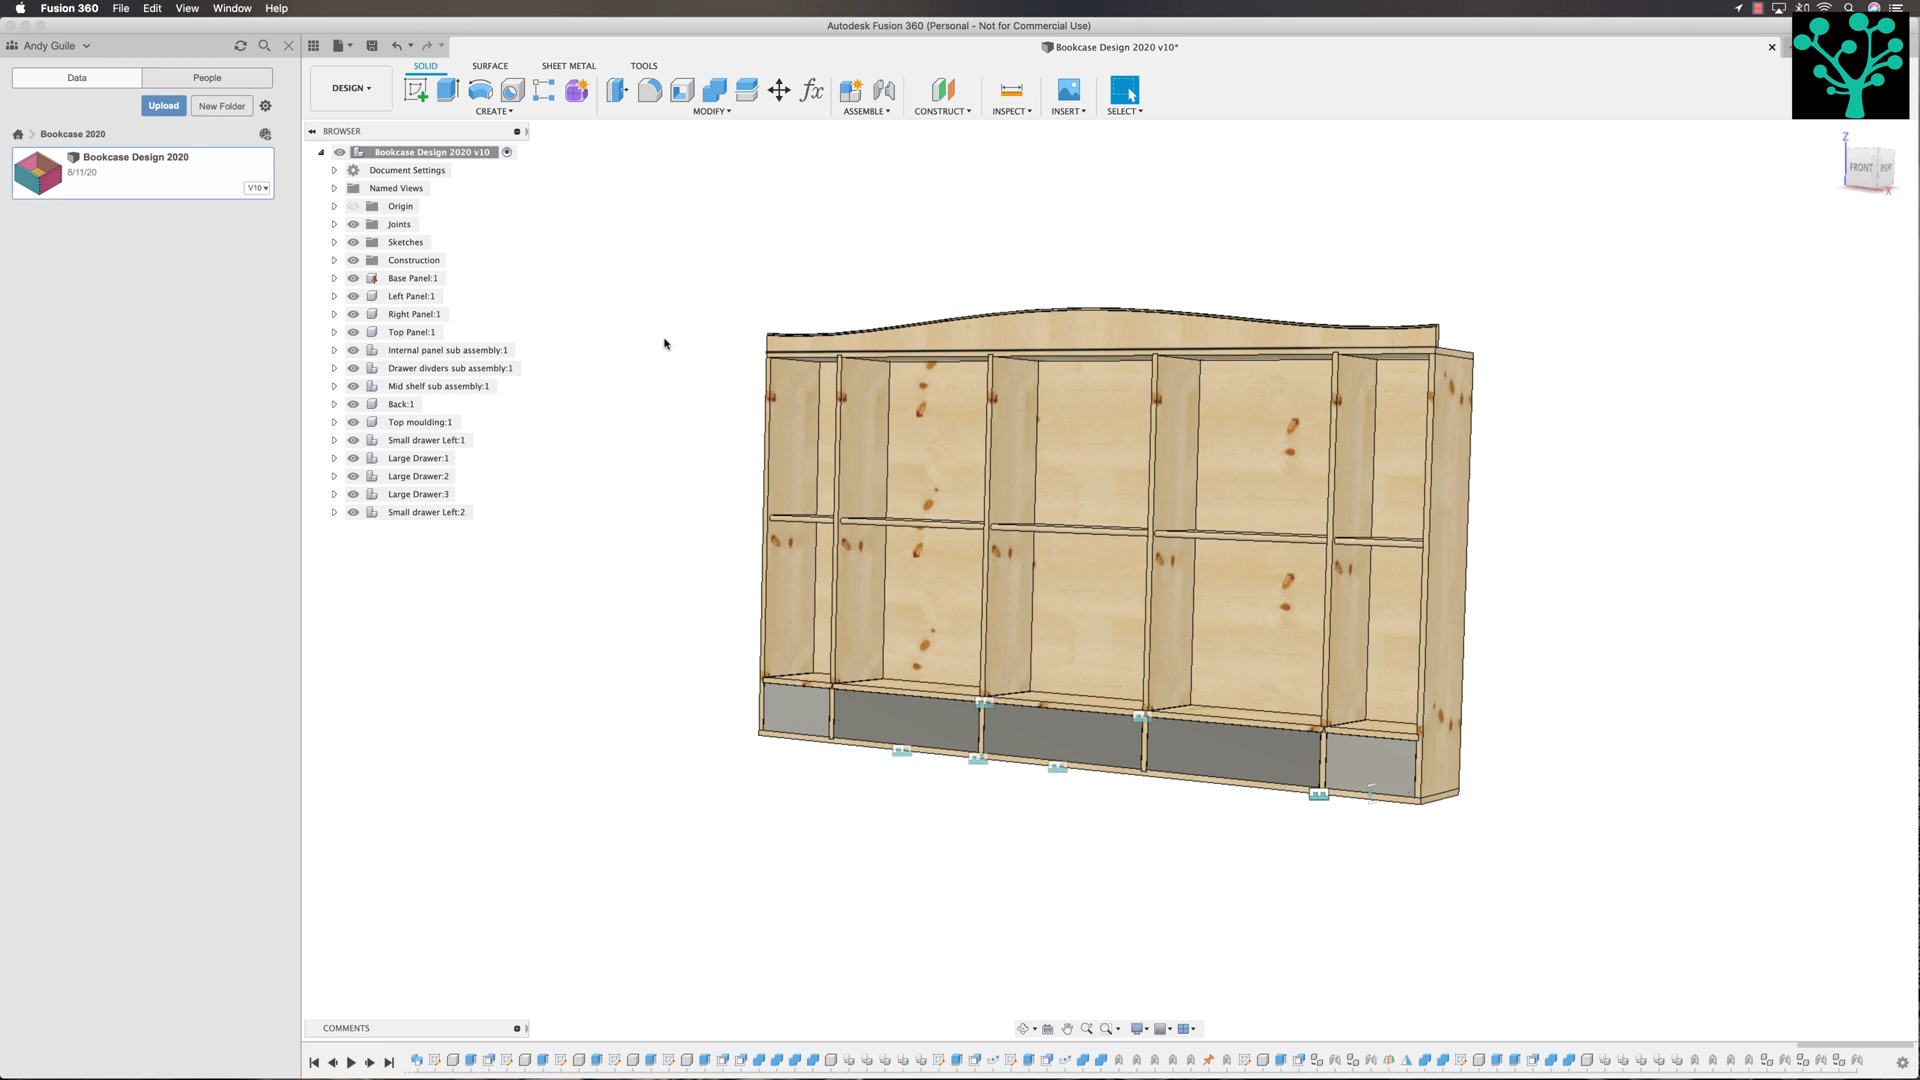 Fusion 360 File Edit View Window Help
Autodesk Fusion 360 (Personal - Not for Commercial Use)
Andy Guile
Bookcase Design 2020 v10*
Data People
Upload New Folder
Bookcase 2020
Bookcase Design 2020
8/11/20
V10
DESIGN
SOLID SURFACE SHEET METAL TOOLS
CREATE MODIFY ASSEMBLE CONSTRUCT INSPECT INSERT SELECT
fx
BROWSER
Bookcase Design 2020 v10
Document Settings
Named Views
Origin
Joints
Sketches
Construction
Base Panel:1
Left Panel:1
Right Panel:1
Top Panel:1
Internal panel sub assembly:1
Drawer divders sub assembly:1
Mid shelf sub assembly:1
Back:1
Top moulding:1
Small drawer Left:1
Large Drawer:1
Large Drawer:2
Large Drawer:3
Small drawer Left:2
Z
FRONT
X
COMMENTS